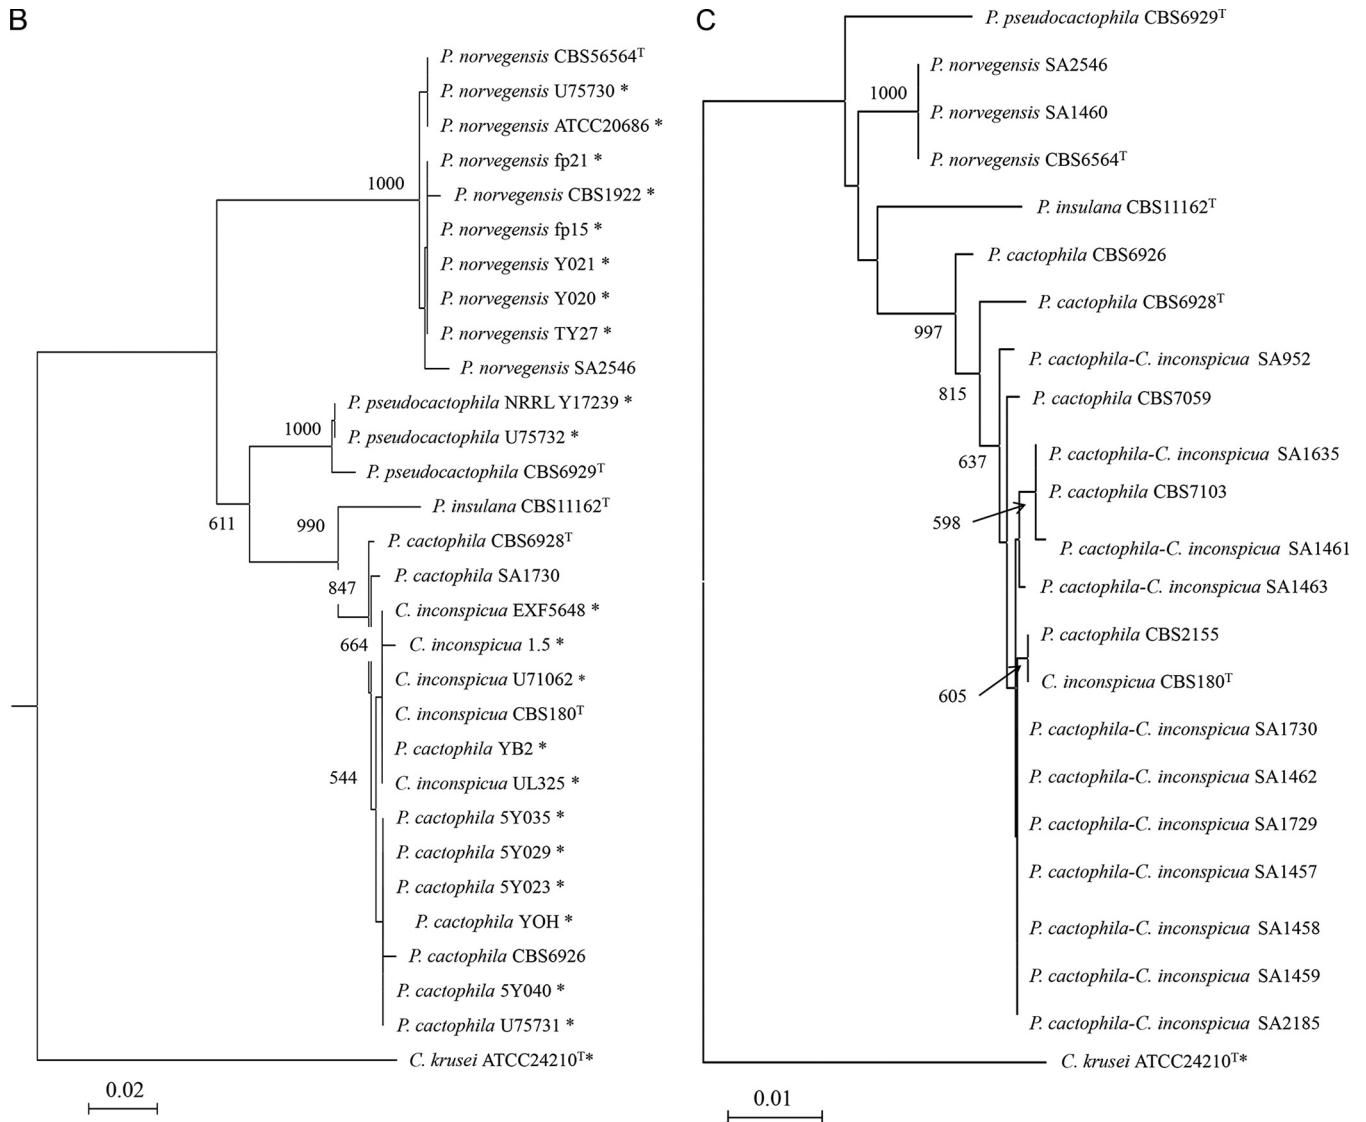 B
P. norvegensis CBS56564T
P. norvegensis U75730 *
P. norvegensis ATCC20686 *
P. norvegensis fp21 *
1000
P. norvegensis CBS1922 *
P. norvegensis fp15 *
P. norvegensis Y021 *
P. norvegensis Y020 *
P. norvegensis TY27 *
P. norvegensis SA2546
P. pseudocactophila NRRL Y17239 *
1000
P. pseudocactophila U75732 *
P. pseudocactophila CBS6929T
P. insulana CBS11162T
611
990
P. cactophila CBS6928T
P. cactophila SA1730
847
C. inconspicua EXF5648 *
664
C. inconspicua 1.5 *
C. inconspicua U71062 *
C. inconspicua CBS180T
P. cactophila YB2 *
544
C. inconspicua UL325 *
P. cactophila 5Y035 *
P. cactophila 5Y029 *
P. cactophila 5Y023 *
P. cactophila YOH *
P. cactophila CBS6926
P. cactophila 5Y040 *
P. cactophila U75731 *
C. krusei ATCC24210T*
0.02
C
P. pseudocactophila CBS6929T
P. norvegensis SA2546
1000
P. norvegensis SA1460
P. norvegensis CBS6564T
P. insulana CBS11162T
P. cactophila CBS6926
P. cactophila CBS6928T
997
P. cactophila-C. inconspicua SA952
815
P. cactophila CBS7059
637
P. cactophila-C. inconspicua SA1635
P. cactophila CBS7103
598
P. cactophila-C. inconspicua SA1461
P. cactophila-C. inconspicua SA1463
P. cactophila CBS2155
C. inconspicua CBS180T
605
P. cactophila-C. inconspicua SA1730
P. cactophila-C. inconspicua SA1462
P. cactophila-C. inconspicua SA1729
P. cactophila-C. inconspicua SA1457
P. cactophila-C. inconspicua SA1458
P. cactophila-C. inconspicua SA1459
P. cactophila-C. inconspicua SA2185
C. krusei ATCC24210T*
0.01